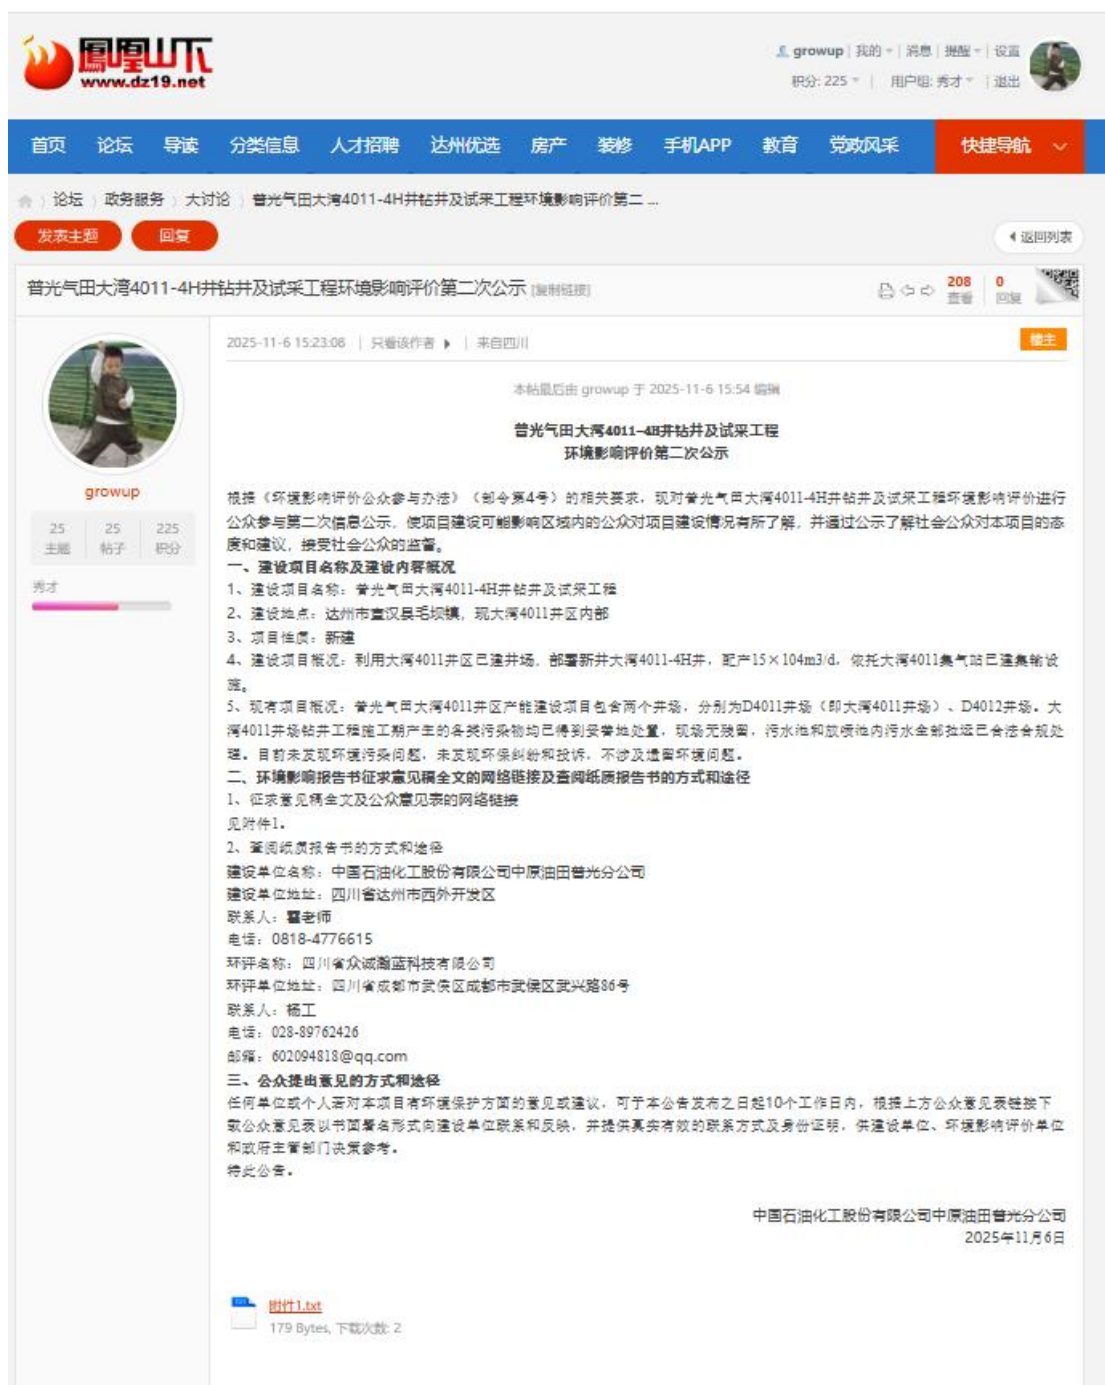 鳳凰山下
www.dz19.net
growup | 我的 | 消息 | 提醒 | 设置
积分: 225 | 用户组: 秀才 | 退出
首页 论坛 导读 分类信息 人才招聘 达州优选 房产 装修 手机APP 教育 党政风采 快捷导航
论坛 政务服务 大讨论 普光气田大湾4011-4H井钻井及试采工程环境影响评价第二 ...
发表主题 回复 返回列表
普光气田大湾4011-4H井钻井及试采工程环境影响评价第二次公示 [复制链接]
208 查看 0 回复
growup
25 主题 25 帖子 225 积分
秀才
2025-11-6 15:23:08 | 只看该作者 | 来自四川
楼主
本帖最后由 growup 于 2025-11-6 15:54 编辑
普光气田大湾4011-4H井钻井及试采工程
环境影响评价第二次公示
根据《环境影响评价公众参与办法》（部令第4号）的相关要求，现对普光气田大湾4011-4H井钻井及试采工程环境影响评价进行
公众参与第二次信息公示，使项目建设可能影响区域内的公众对项目建设情况有所了解，并通过公示了解社会公众对本项目的态
度和建议，接受社会公众的监督。
一、建设项目名称及建设内容概况
1、建设项目名称：普光气田大湾4011-4H井钻井及试采工程
2、建设地点：达州市宣汉县毛坝镇，现大湾4011井区内部
3、项目性质：新建
4、建设项目概况：利用大湾4011井区已建井场，部署新井大湾4011-4H井，配产15×104m3/d，依托大湾4011集气站已建集输设
施。
5、现有项目概况：普光气田大湾4011井区产能建设项目包含两个井场，分别为D4011井场（即大湾4011井场）、D4012井场。大
湾4011井场钻井工程施工期产生的各类污染物均已得到妥善地处置，现场无残留，污水池和放喷池内污水全部拉运已合法合规处
理。目前未发现环境污染问题，未发现环保纠纷和投诉，不涉及遗留环境问题。
二、环境影响报告书征求意见稿全文的网络链接及查阅纸质报告书的方式和途径
1、征求意见稿全文及公众意见表的网络链接
见附件1。
2、查阅纸质报告书的方式和途径
建设单位名称：中国石油化工股份有限公司中原油田普光分公司
建设单位地址：四川省达州市西外开发区
联系人：瞿老师
电话：0818-4776615
环评名称：四川省众诚瀚蓝科技有限公司
环评单位地址：四川省成都市武侯区成都市武侯区武兴路86号
联系人：杨工
电话：028-89762426
邮箱：602094818@qq.com
三、公众提出意见的方式和途径
任何单位或个人若对本项目有环境保护方面的意见或建议，可于本公告发布之日起10个工作日内，根据上方公众意见表链接下
载公众意见表以书面署名形式向建设单位联系和反映，并提供真实有效的联系方式及身份证明，供建设单位、环境影响评价单位
和政府主管部门决策参考。
特此公告。
中国石油化工股份有限公司中原油田普光分公司
2025年11月6日
附件1.txt
179 Bytes, 下载次数: 2